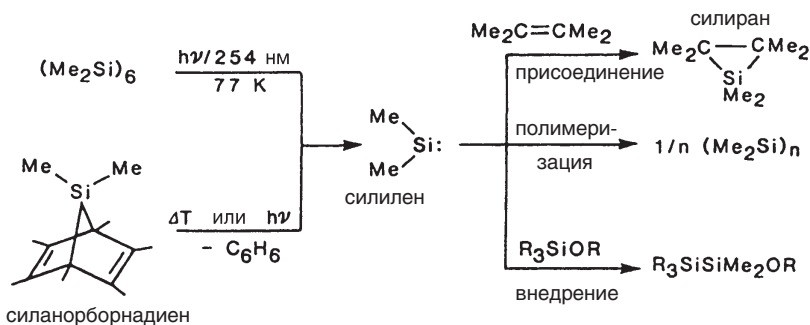 Me₂C=CMe₂
силиран
(Me₂Si)₆
hν/254 нм
77 K
присоединение
Me₂C
CMe₂
Si
Me₂
Me
Me
Si:
силилен
полимери-
зация
1/n (Me₂Si)ₙ
Me
Me
Si
ΔT или hν
- C₆H₆
силанорборнадиен
R₃SiOR
внедрение
R₃SiSiMe₂OR